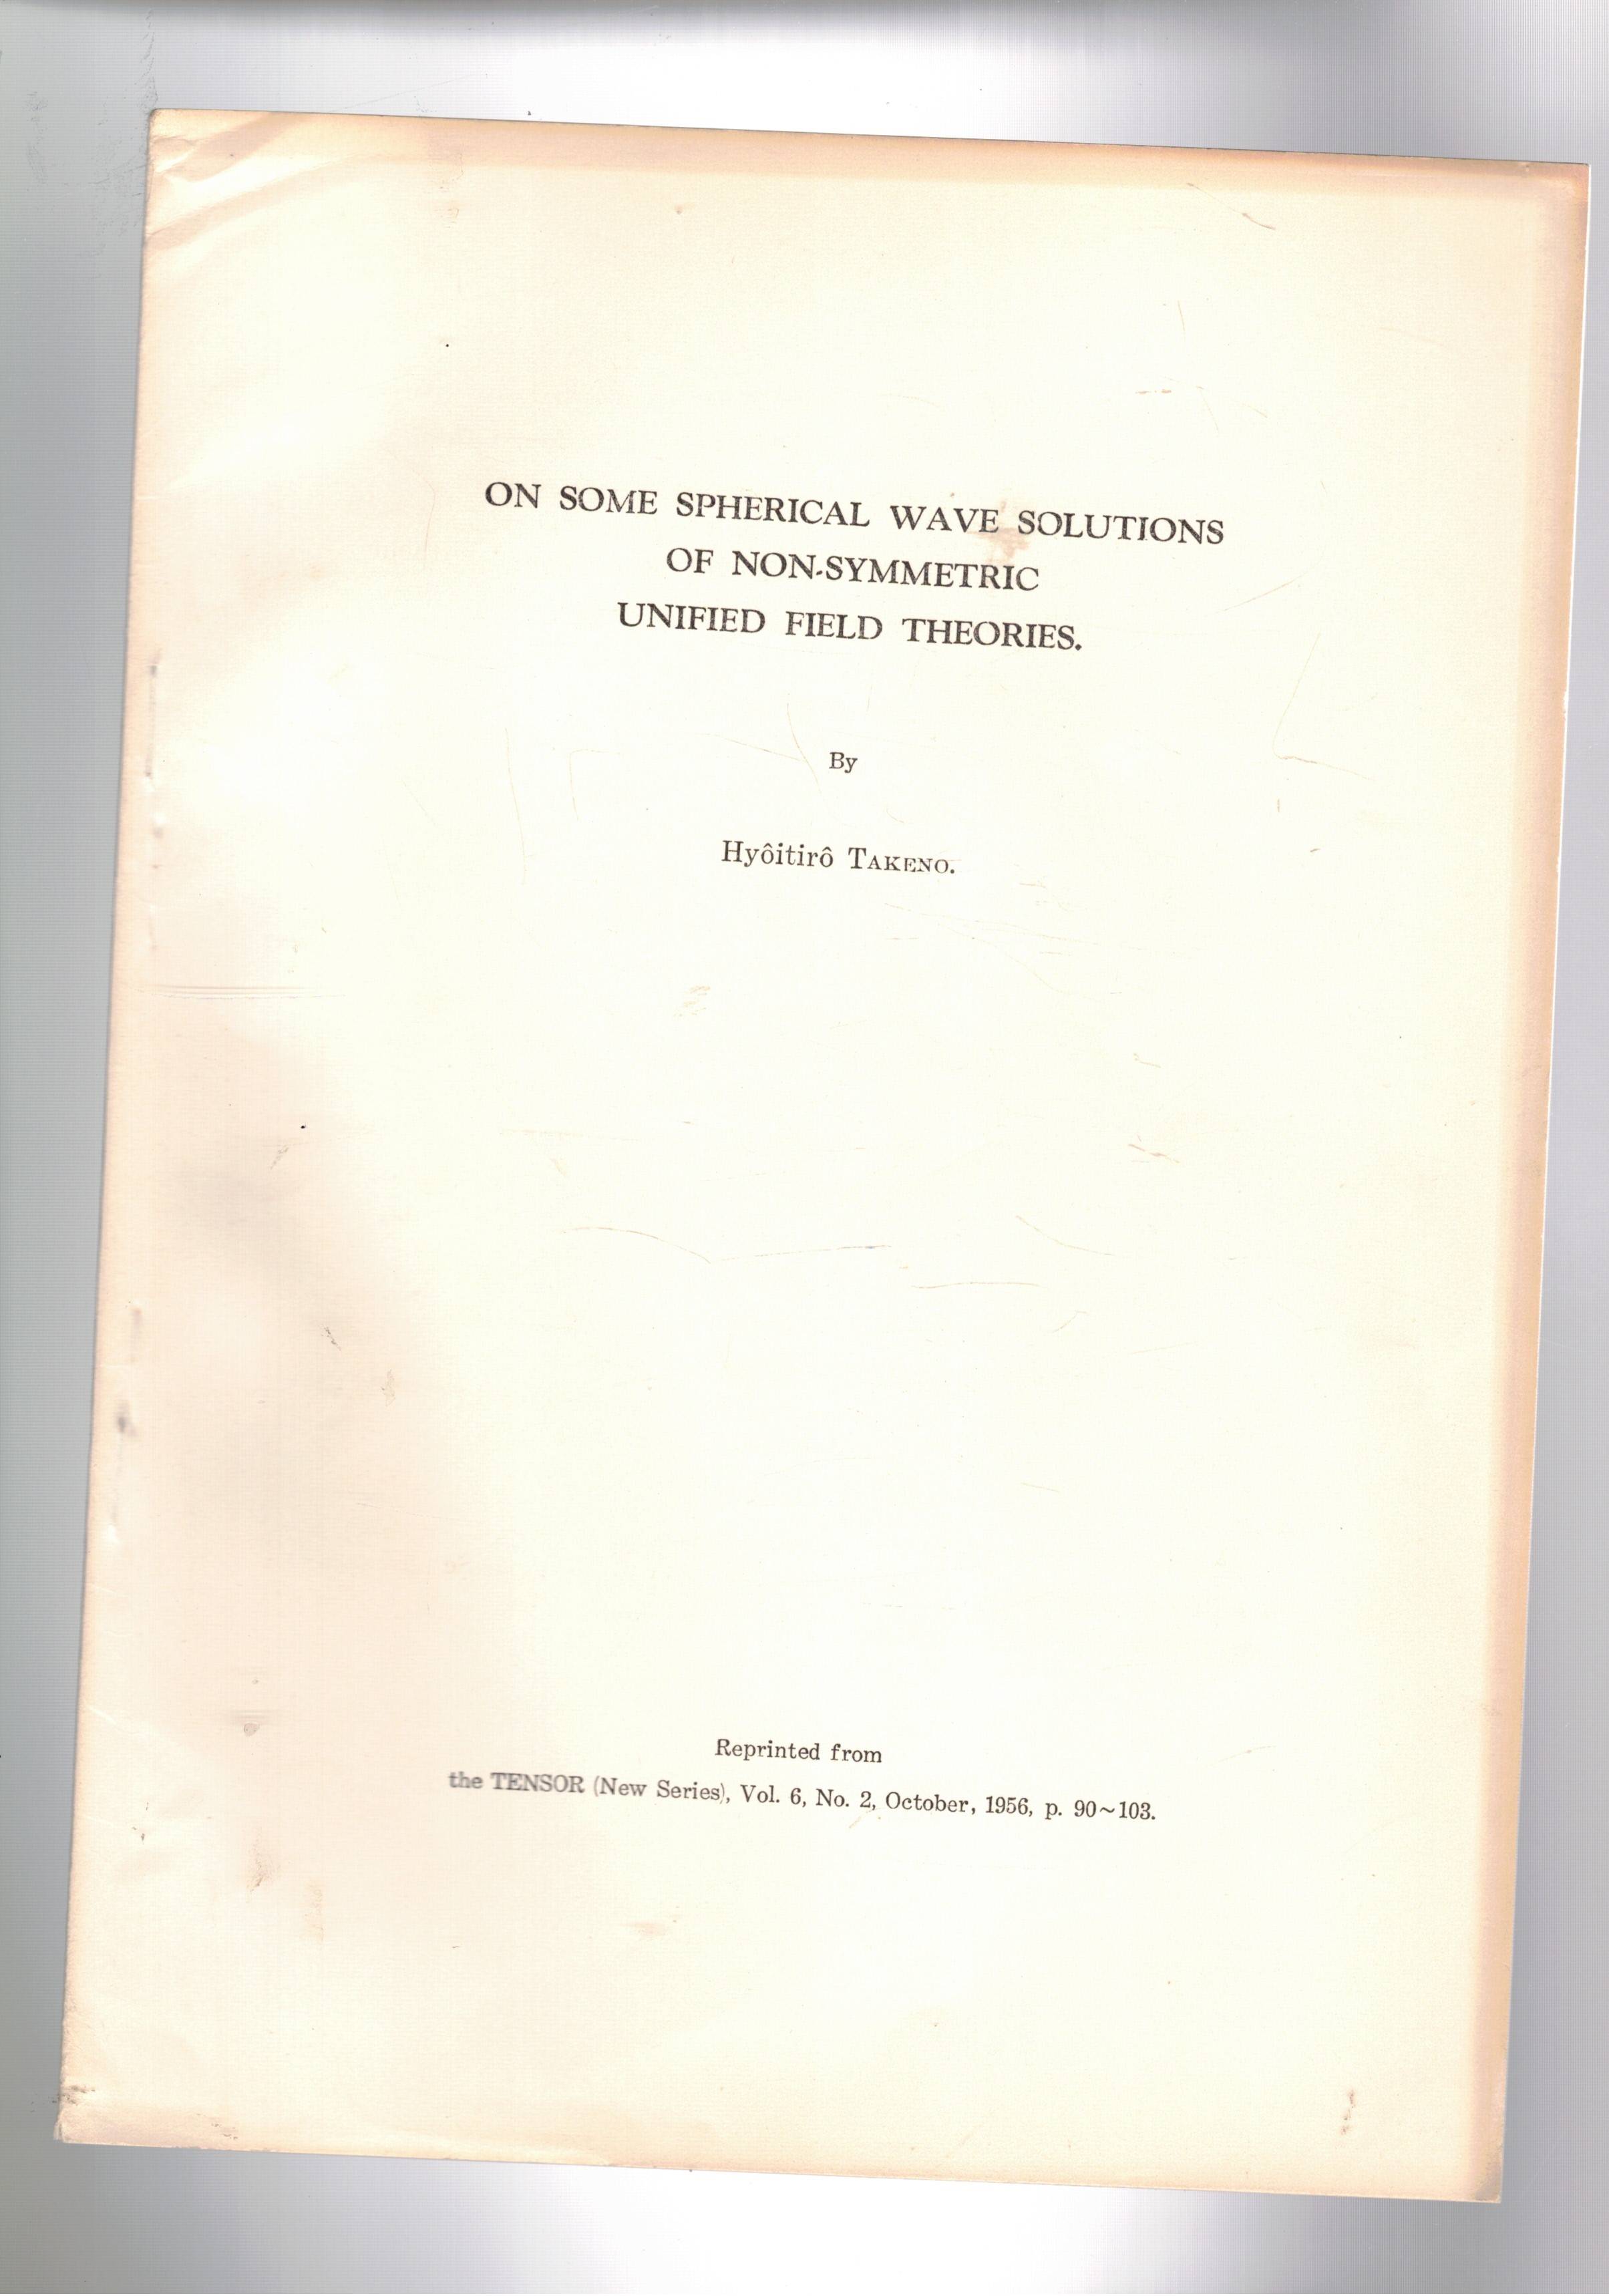 ON SOME SPHERICAL WAVE SOLUTIONS
OF NON-SYMMETRIC
UNIFIED FIELD THEORIES.
By
Hyôitirô TAKENO.
Reprinted from
the TENSOR (New Series), Vol. 6, No. 2, October, 1956, p. 90~103.